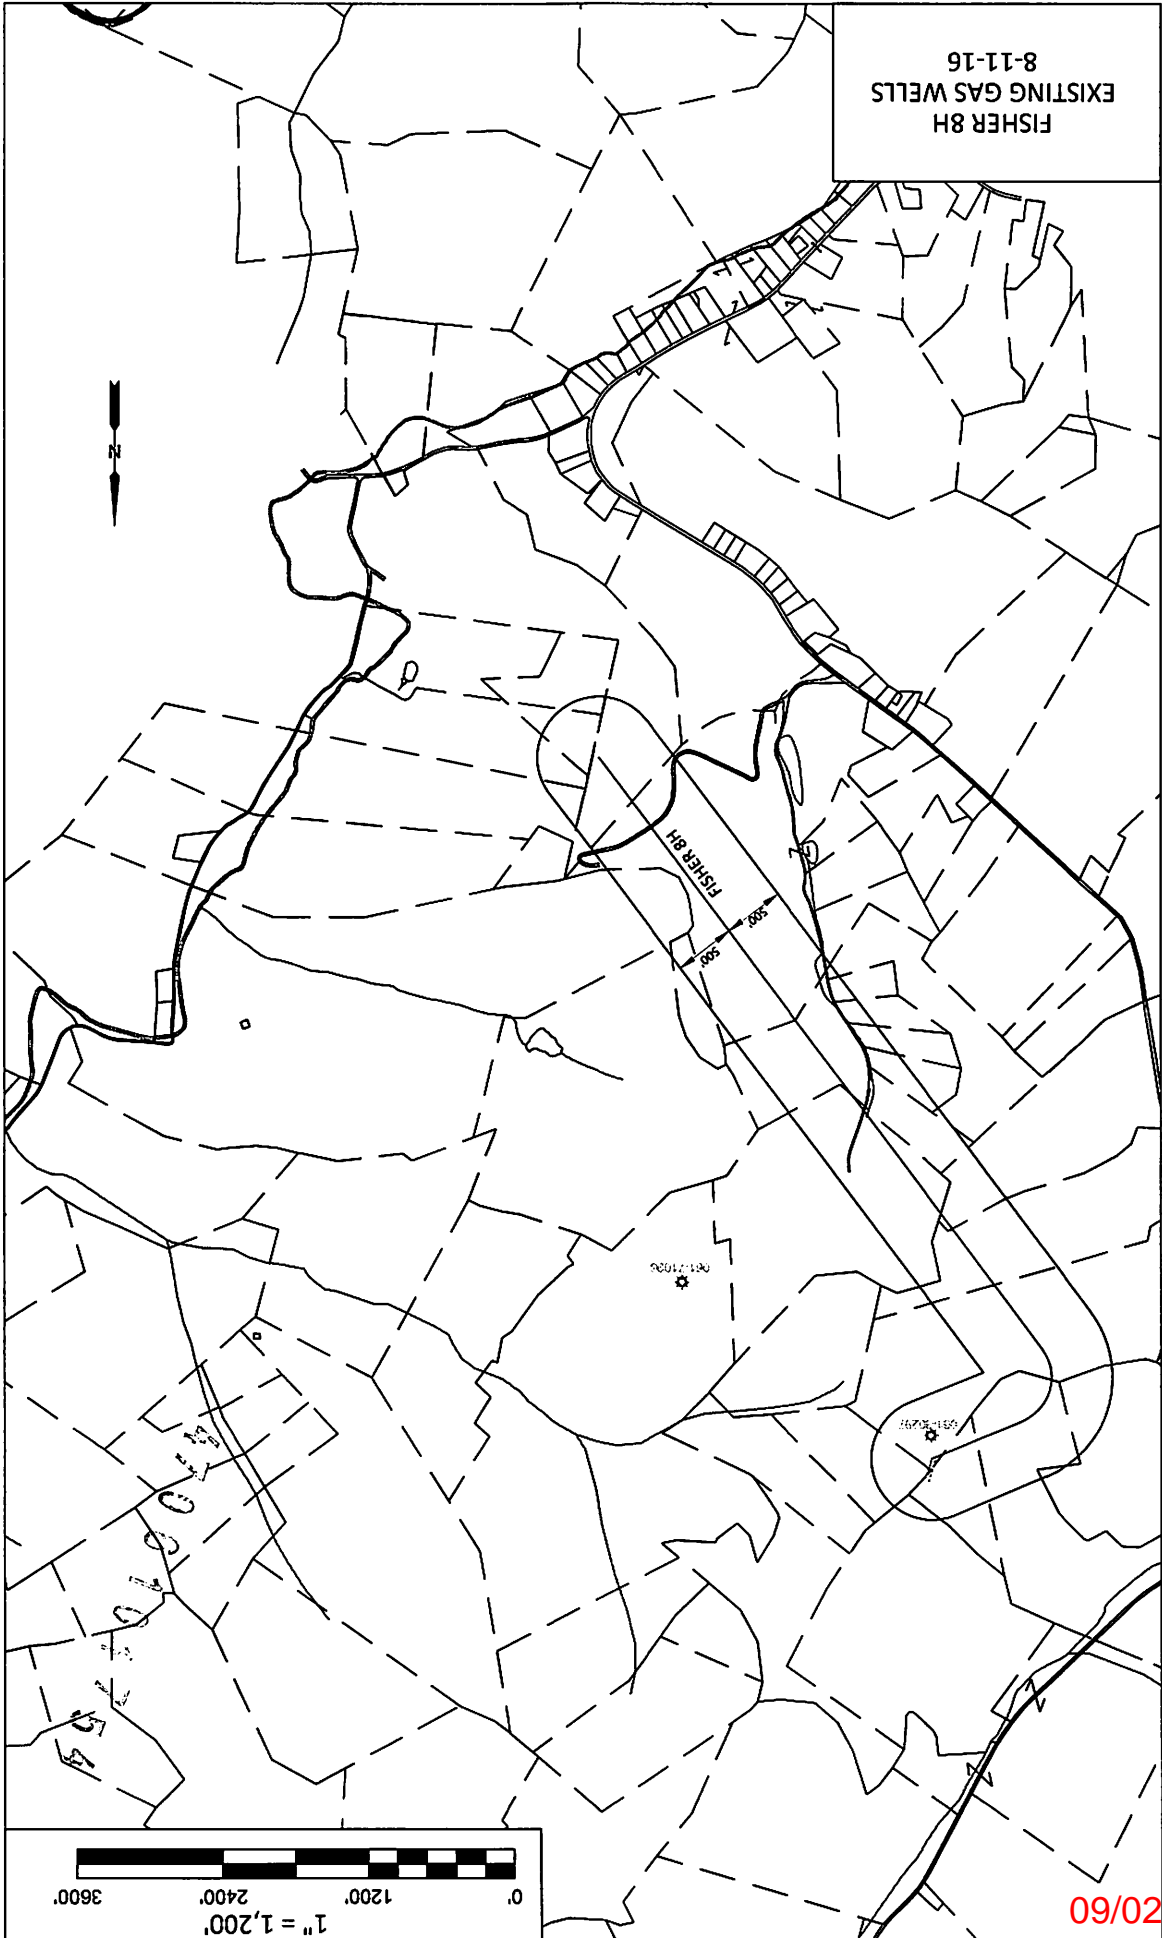 FISHER 8H
EXISTING GAS WELLS
8-11-16
N
FISHER 8H
500'
500'
1" = 1,200'
0' 1200' 2400' 3600'
09/02